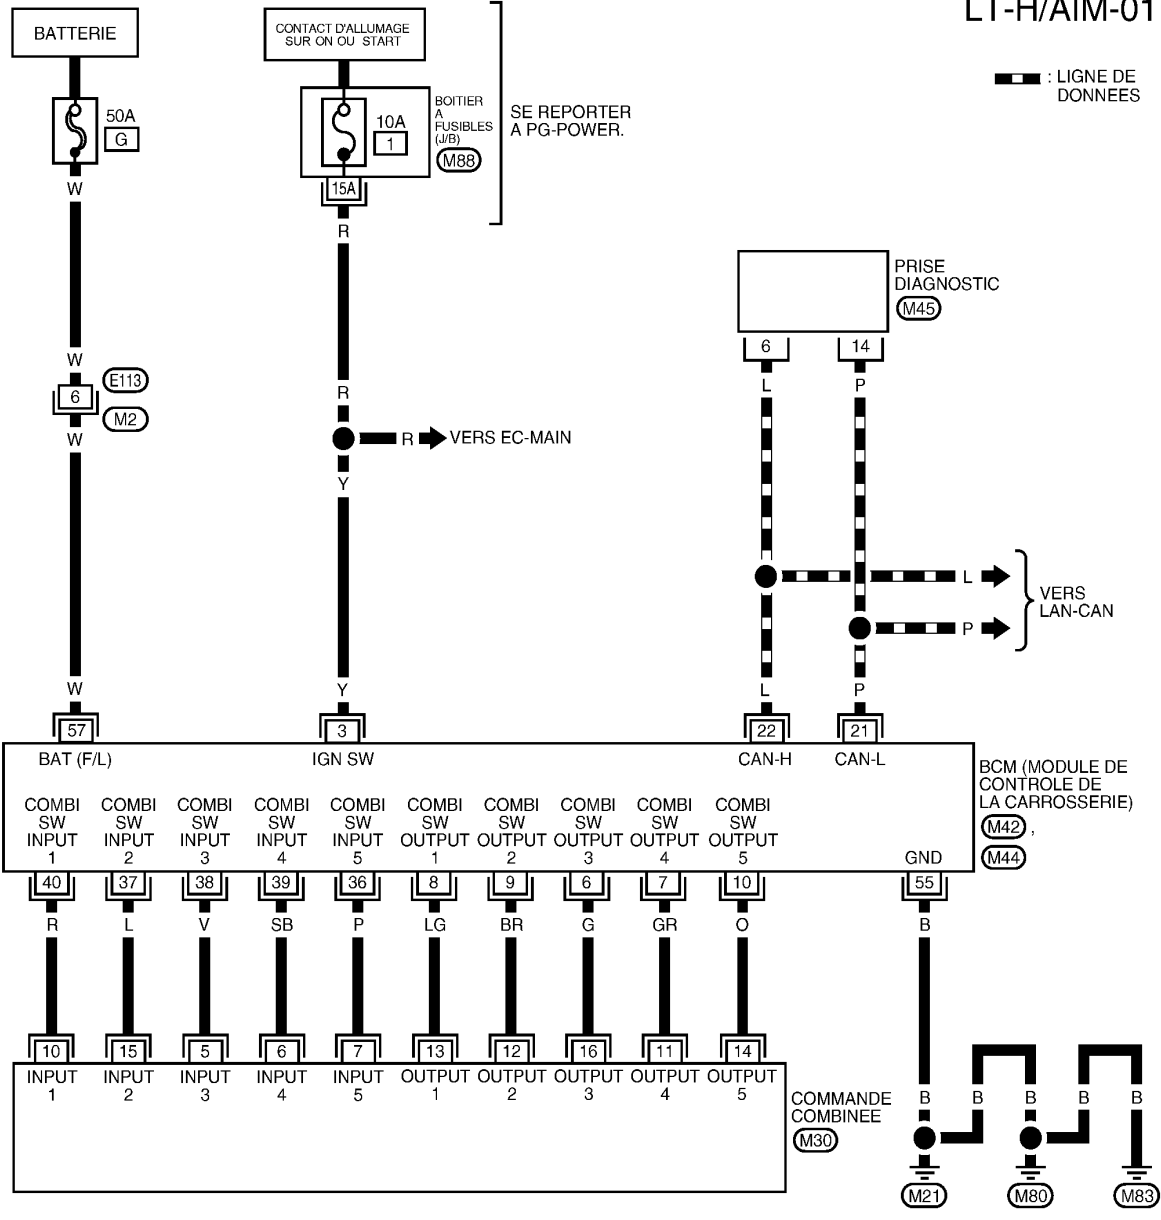 LT-H/AIM-01
BATTERIE
CONTACT D'ALLUMAGE
SUR ON OU START
: LIGNE DE
DONNEES
50A
G
10A
1
BOITIER
A
FUSIBLES
(J/B)
M88
SE REPORTER
A PG-POWER.
15A
W
R
PRISE
DIAGNOSTIC
M45
6
14
W
E113
6
M2
W
R
R
VERS EC-MAIN
Y
L
P
L
P
VERS
LAN-CAN
W
Y
L
P
57
3
22
21
BAT (F/L)
IGN SW
CAN-H
CAN-L
BCM (MODULE DE
CONTROLE DE
LA CARROSSERIE)
M42 ,
M44
COMBI COMBI COMBI COMBI COMBI COMBI COMBI COMBI COMBI COMBI
SW SW SW SW SW SW SW SW SW SW
INPUT INPUT INPUT INPUT INPUT OUTPUT OUTPUT OUTPUT OUTPUT OUTPUT
1 2 3 4 5 1 2 3 4 5 GND
40 37 38 39 36 8 9 6 7 10 55
R L V SB P LG BR G GR O B
10 15 5 6 7 13 12 16 11 14
INPUT INPUT INPUT INPUT INPUT OUTPUT OUTPUT OUTPUT OUTPUT OUTPUT
1 2 3 4 5 1 2 3 4 5
COMMANDE
COMBINEE
M30
B B B B B
M21 M80 M83